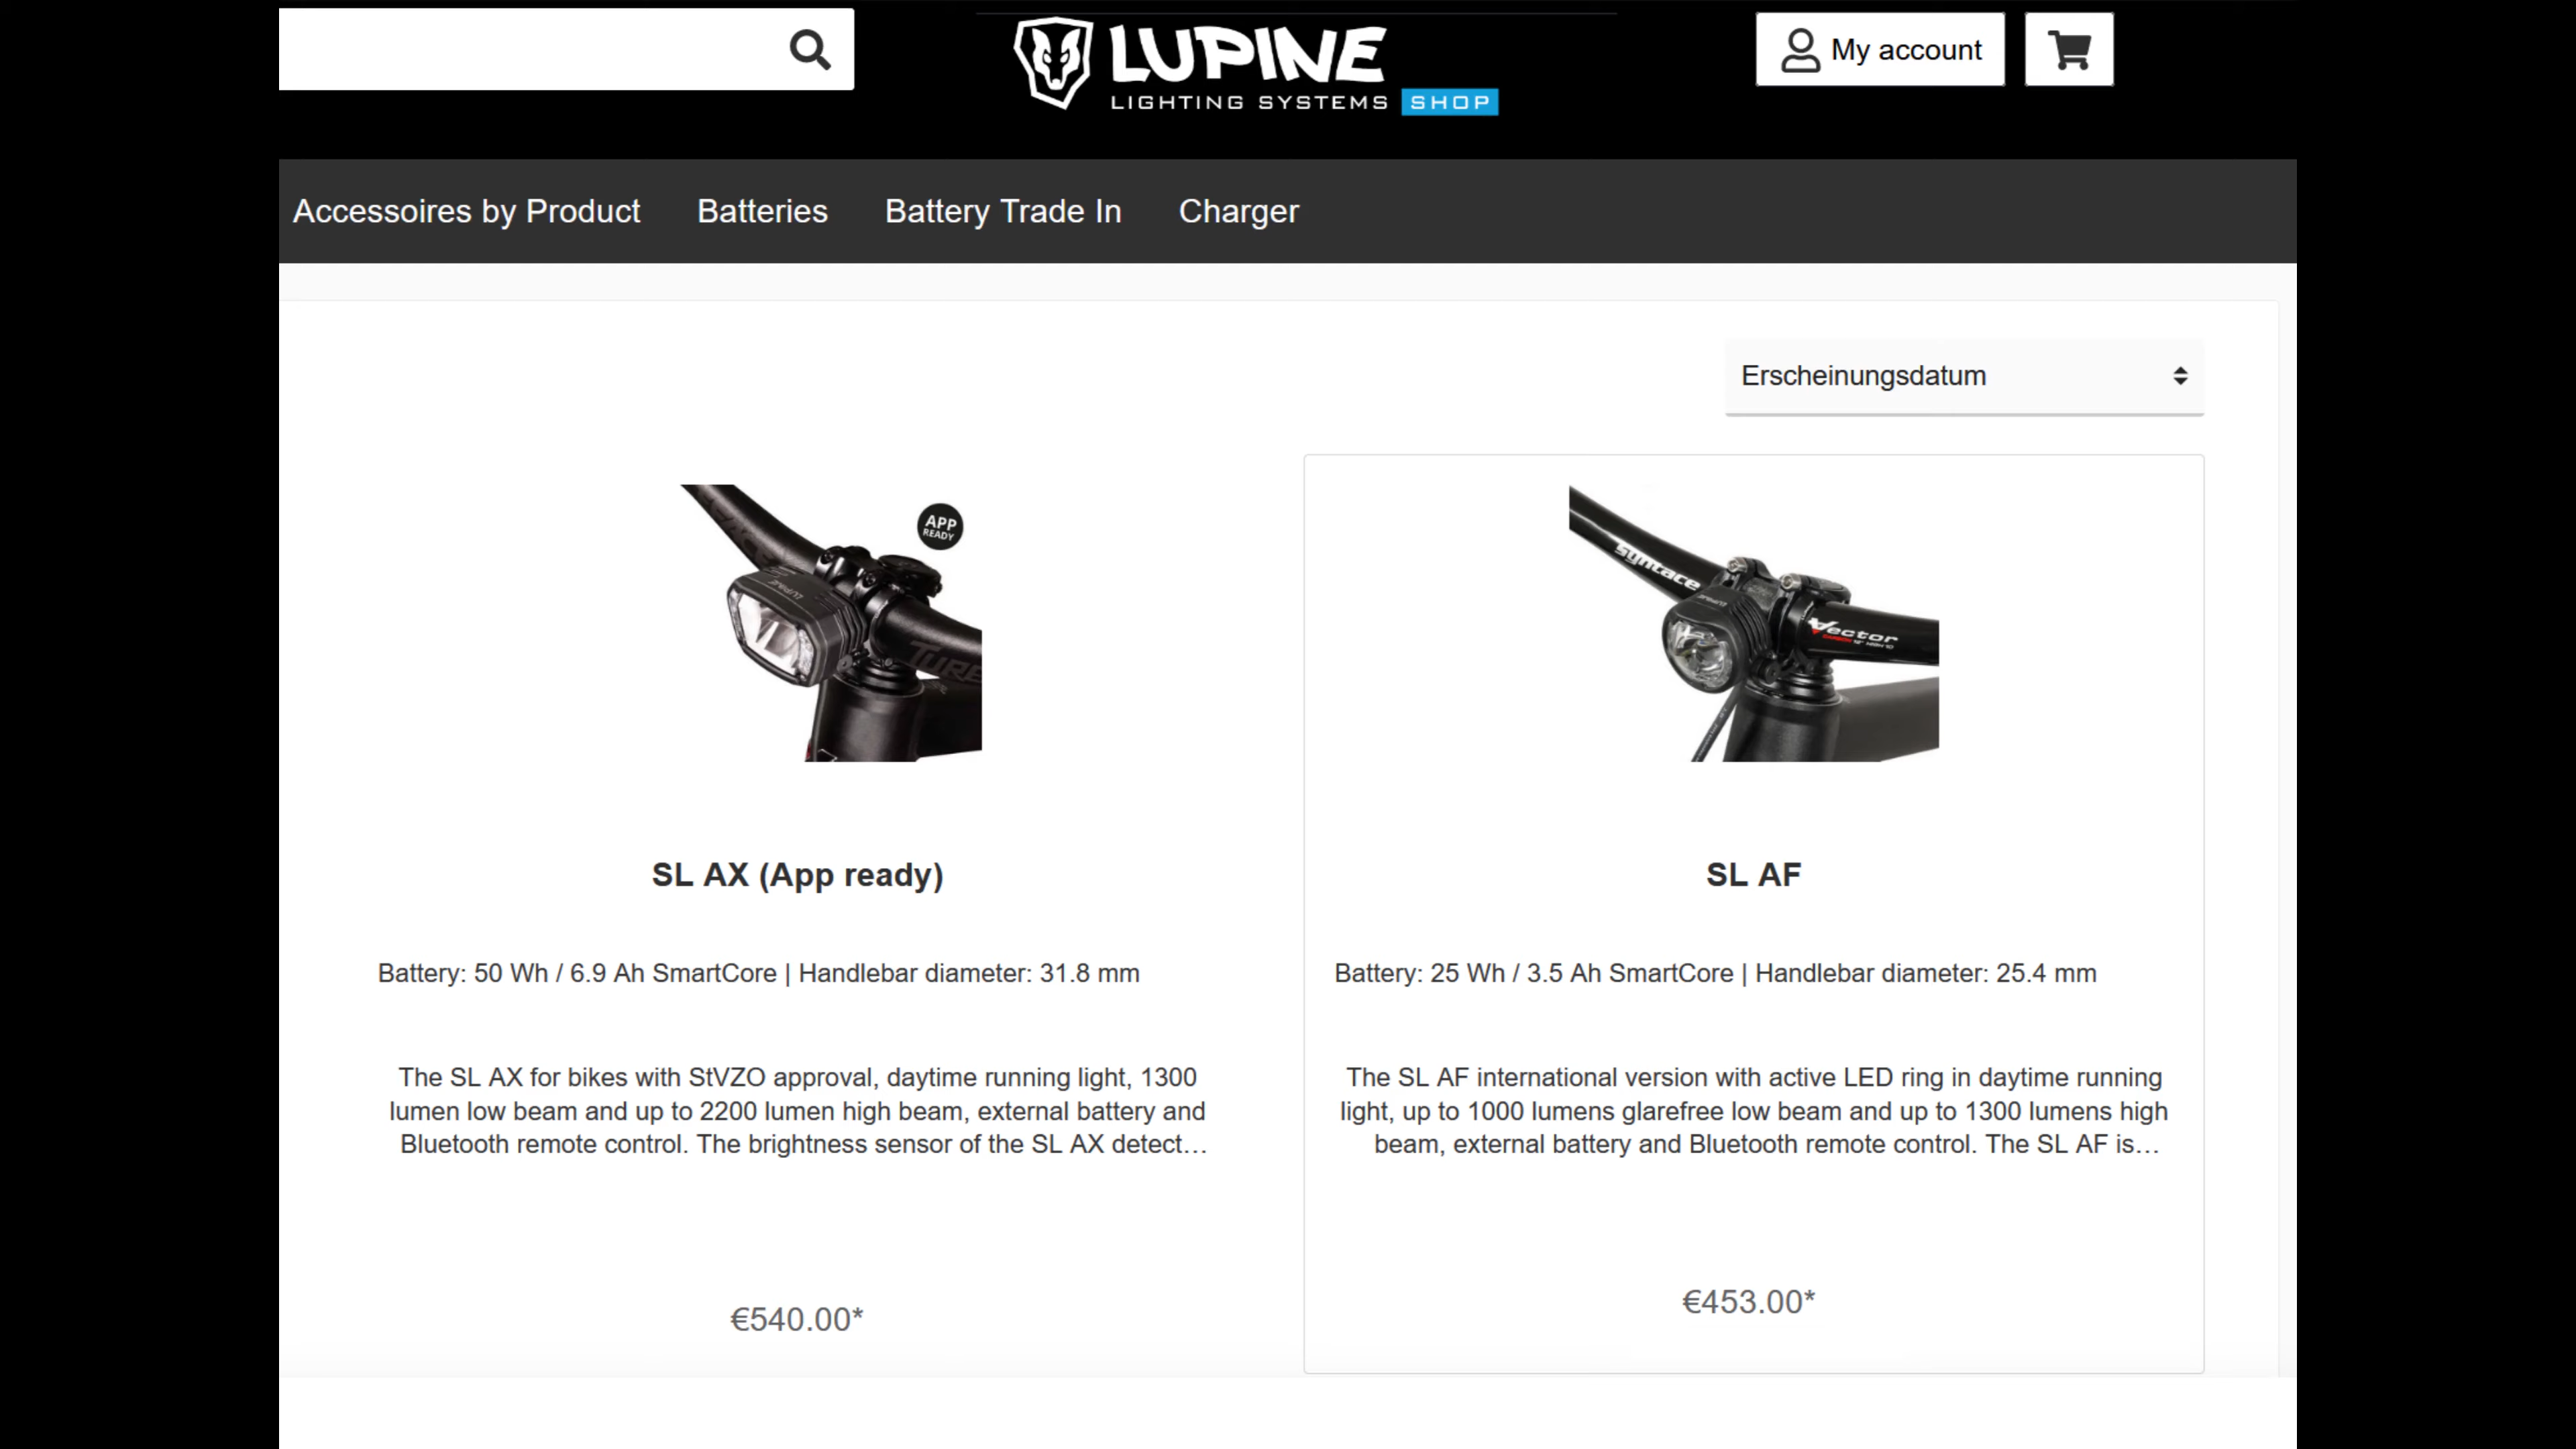 LUPINE
LIGHTING SYSTEMS SHOP
My account
Accessoires by Product Batteries Battery Trade In Charger
Erscheinungsdatum
APP
READY
syntace
Vector
SL AX (App ready)
Battery: 50 Wh / 6.9 Ah SmartCore | Handlebar diameter: 31.8 mm
The SL AX for bikes with StVZO approval, daytime running light, 1300
lumen low beam and up to 2200 lumen high beam, external battery and
Bluetooth remote control. The brightness sensor of the SL AX detect…
€540.00*
SL AF
Battery: 25 Wh / 3.5 Ah SmartCore | Handlebar diameter: 25.4 mm
The SL AF international version with active LED ring in daytime running
light, up to 1000 lumens glarefree low beam and up to 1300 lumens high
beam, external battery and Bluetooth remote control. The SL AF is…
€453.00*